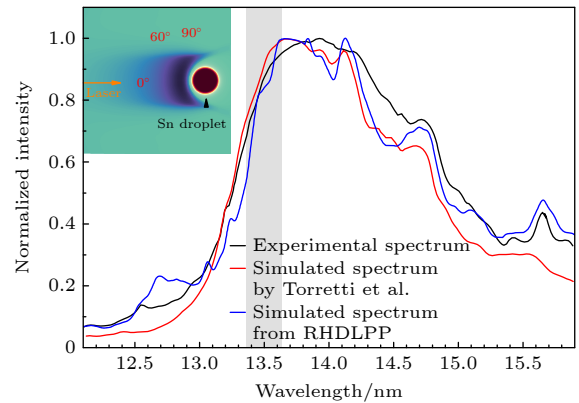 1.0
0.8
0.6
0.4
0.2
0
Normalized intensity
60° 90°
0°
Laser
Sn droplet
Experimental spectrum
Simulated spectrum
by Torretti et al.
Simulated spectrum
from RHDLPP
12.5 13.0 13.5 14.0 14.5 15.0 15.5
Wavelength/nm